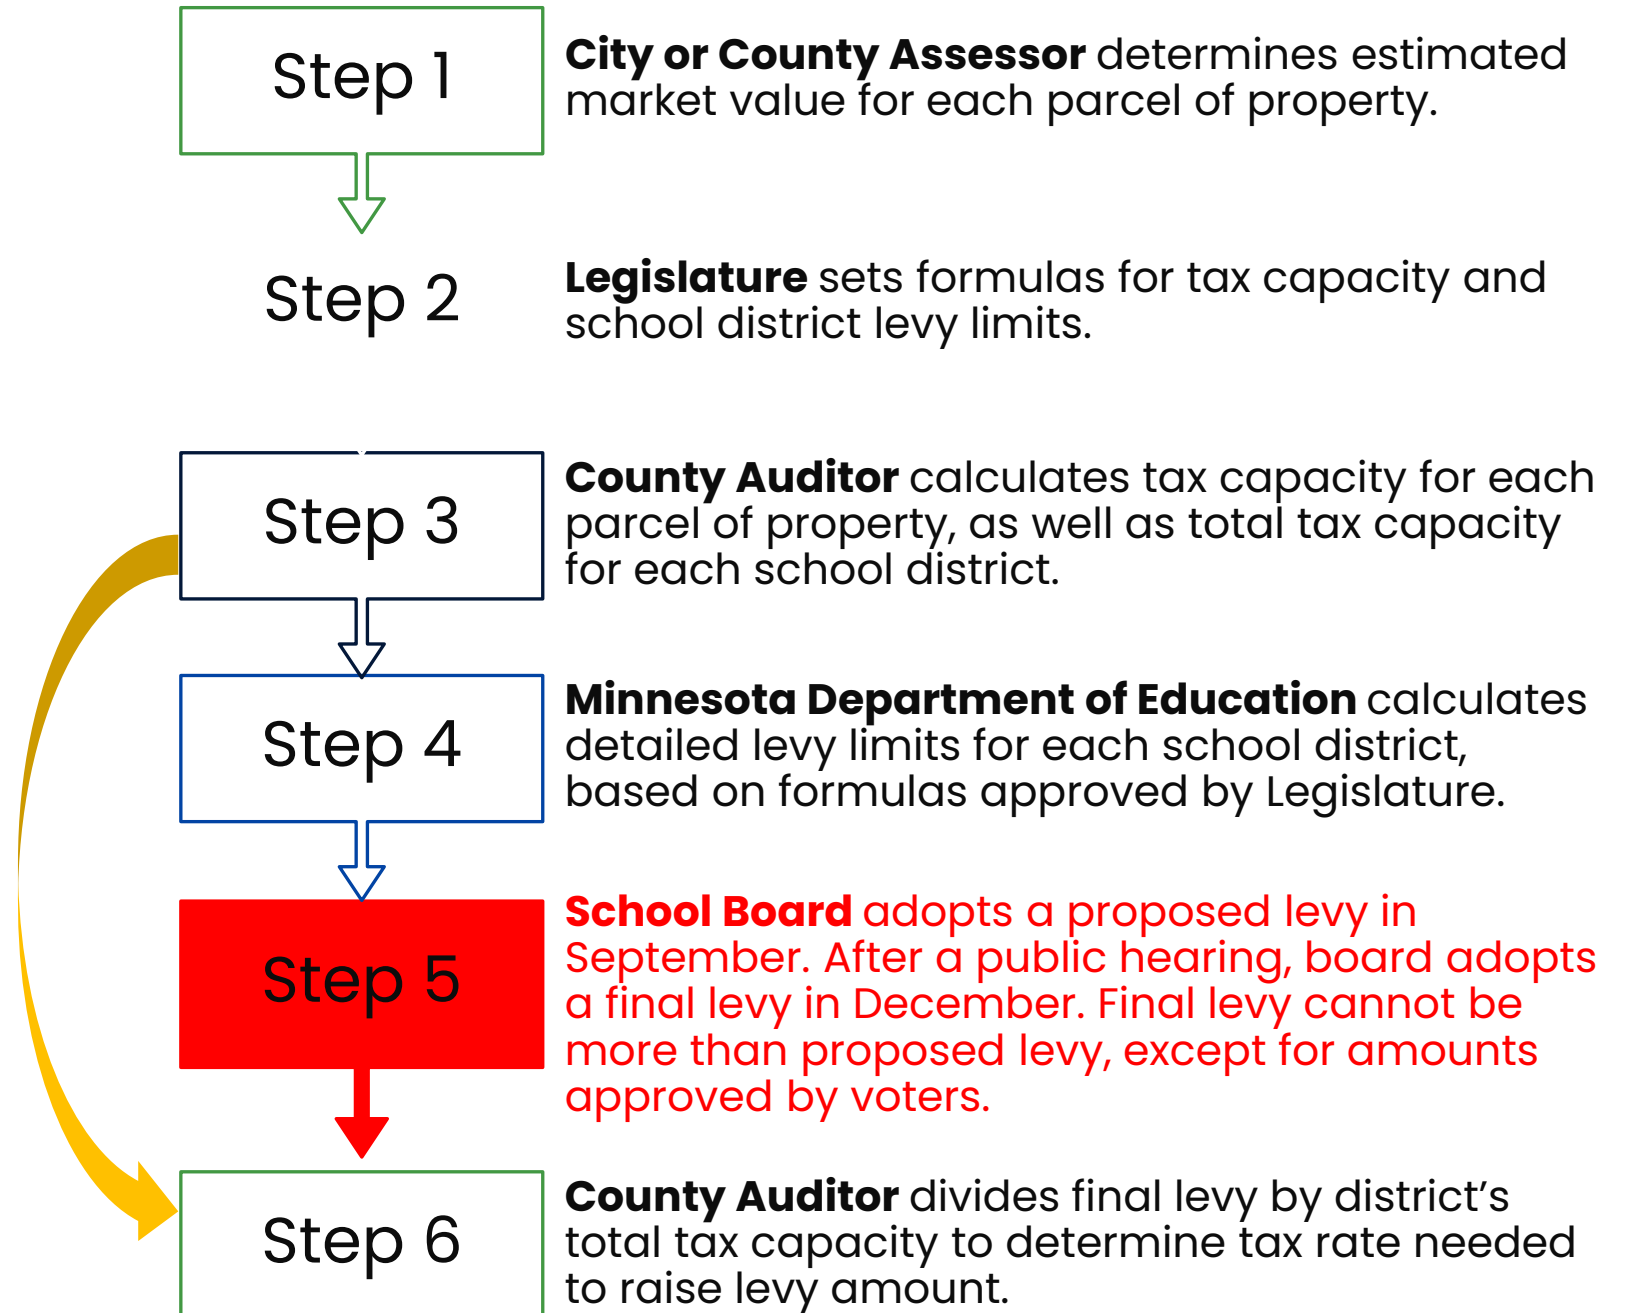 Step 1
City or County Assessor determines estimated
market value for each parcel of property.
Step 2
Legislature sets formulas for tax capacity and
school district levy limits.
Step 3
County Auditor calculates tax capacity for each
parcel of property, as well as total tax capacity
for each school district.
Step 4
Minnesota Department of Education calculates
detailed levy limits for each school district,
based on formulas approved by Legislature.
Step 5
School Board adopts a proposed levy in
September. After a public hearing, board adopts
a final levy in December. Final levy cannot be
more than proposed levy, except for amounts
approved by voters.
Step 6
County Auditor divides final levy by district’s
total tax capacity to determine tax rate needed
to raise levy amount.